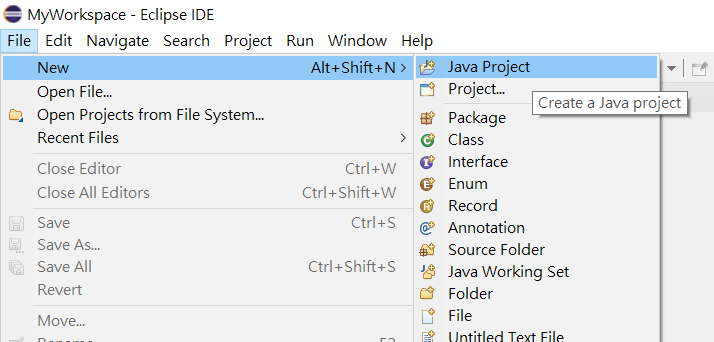 MyWorkspace - Eclipse IDE
File Edit Navigate Search Project Run Window Help
New Alt+Shift+N >
Open File...
Open Projects from File System...
Recent Files >
Close Editor Ctrl+W
Close All Editors Ctrl+Shift+W
Save Ctrl+S
Save As...
Save All Ctrl+Shift+S
Revert
Move...
Java Project
Project...
Create a Java project
Package
Class
Interface
Enum
Record
Annotation
Source Folder
Java Working Set
Folder
File
Untitled Text File